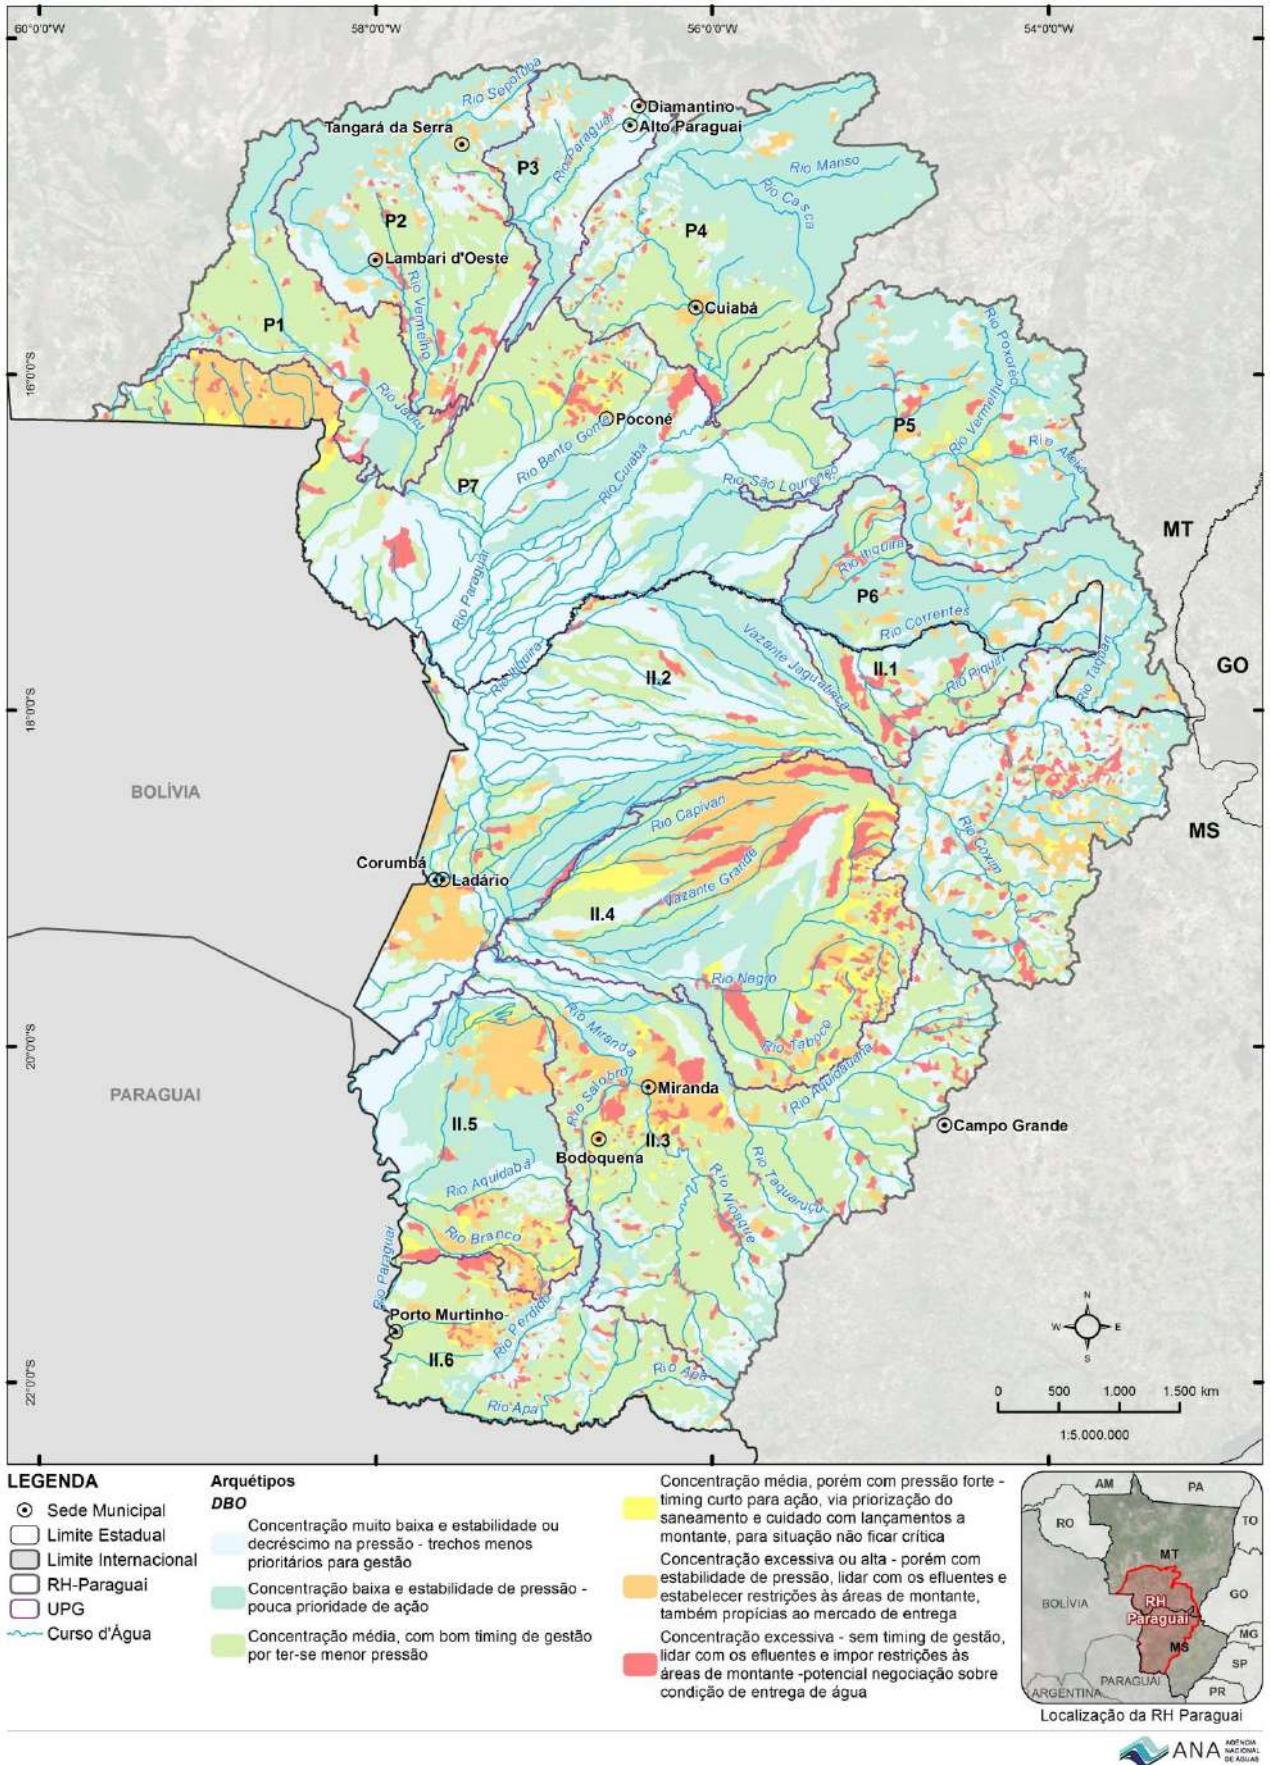 60°0'0"W
58°0'0"W
56°0'0"W
54°0'0"W
16°0'0"S
18°0'0"S
20°0'0"S
22°0'0"S
Rio Sepotuba
Diamantino
Alto Paraguai
Tangará da Serra
P3
Rio Paraguai
Rio Manso
Rio Casca
P2
P4
Lambari d'Oeste
Rio Vermelho
Cuiabá
P1
Rio Poxoréo
Rio Jauru
Poconé
P5
Rio Vermelho
Rio Bento Gome
Rio Cuiabá
Rio São Lourenço
P7
MT
Rio Itiquira
P6
Rio Paraguai
Rio Correntes
Vazante Jaguatirica
Rio Itiquira
II.2
II.1
Rio Piquiri
Rio Taquari
GO
BOLÍVIA
Rio Capivari
MS
Rio Coxim
Corumbá
Ladário
Vazante Grande
II.4
Rio Negro
Rio Miranda
Rio Taboco
Rio Aquidauana
PARAGUAI
Rio Salobro
Miranda
II.5
II.3
Campo Grande
Bodoquena
Rio Aquidabã
Rio Nioaque
Rio Taquaruçu
Rio Branco
Rio Paraguai
Porto Murtinho
Rio Perdido
II.6
Rio Apa
Rio Apa
N
W
E
S
0 500 1.000 1.500 km
1:5.000.000
LEGENDA
Sede Municipal
Limite Estadual
Limite Internacional
RH-Paraguai
UPG
Curso d'Água
Arquétipos
DBO
Concentração muito baixa e estabilidade ou
decréscimo na pressão - trechos menos
prioritários para gestão
Concentração baixa e estabilidade de pressão -
pouca prioridade de ação
Concentração média, com bom timing de gestão
por ter-se menor pressão
Concentração média, porém com pressão forte -
timing curto para ação, via priorização do
saneamento e cuidado com lançamentos a
montante, para situação não ficar crítica
Concentração excessiva ou alta - porém com
estabilidade de pressão, lidar com os efluentes e
estabelecer restrições às áreas de montante,
também propícias ao mercado de entrega
Concentração excessiva - sem timing de gestão,
lidar com os efluentes e impor restrições às
áreas de montante -potencial negociação sobre
condição de entrega de água
AM
PA
RO
TO
MT
BOLÍVIA
RH
Paraguai
GO
MG
MS
SP
PARAGUAI
ARGENTINA
PR
Localização da RH Paraguai
ANA
AGÊNCIA
NACIONAL
DE ÁGUAS